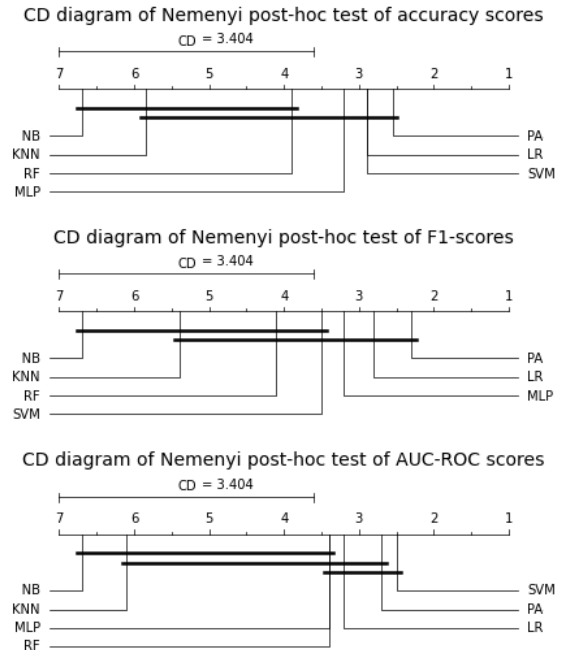 CD diagram of Nemenyi post-hoc test of accuracy scores
CD = 3.404
7 6 5 4 3 2 1
NB PA
KNN LR
RF SVM
MLP
CD diagram of Nemenyi post-hoc test of F1-scores
CD = 3.404
7 6 5 4 3 2 1
NB PA
KNN LR
RF MLP
SVM
CD diagram of Nemenyi post-hoc test of AUC-ROC scores
CD = 3.404
7 6 5 4 3 2 1
NB SVM
KNN PA
MLP LR
RF